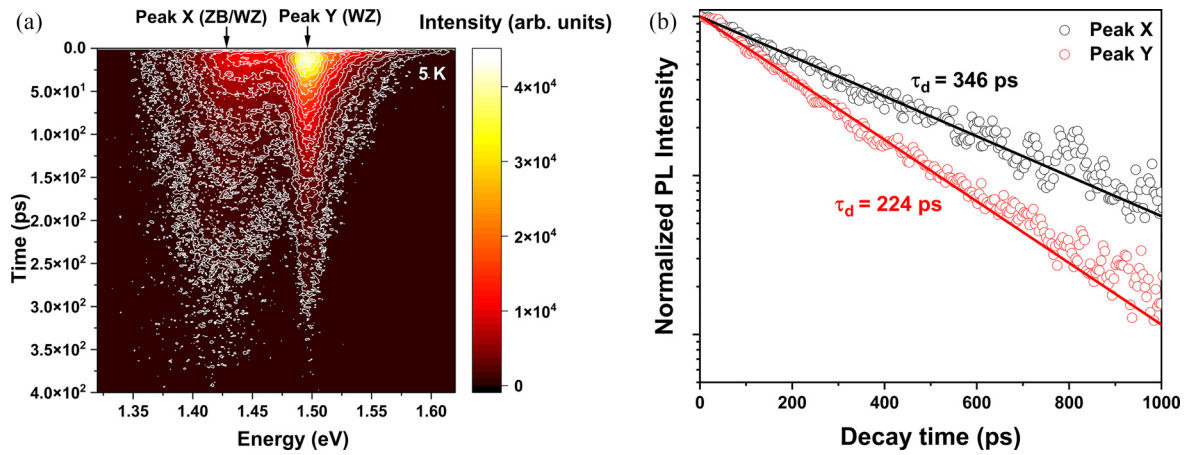 (a)
Peak X (ZB/WZ) Peak Y (WZ) Intensity (arb. units)
5 K
0.0
5.0×10¹
1.0×10²
1.5×10²
2.0×10²
2.5×10²
3.0×10²
3.5×10²
4.0×10²
Time (ps)
1.35 1.40 1.45 1.50 1.55 1.60
Energy (eV)
4×10⁴
3×10⁴
2×10⁴
1×10⁴
0
(b)
Peak X
Peak Y
τd = 346 ps
τd = 224 ps
Normalized PL Intensity
0 200 400 600 800 1000
Decay time (ps)